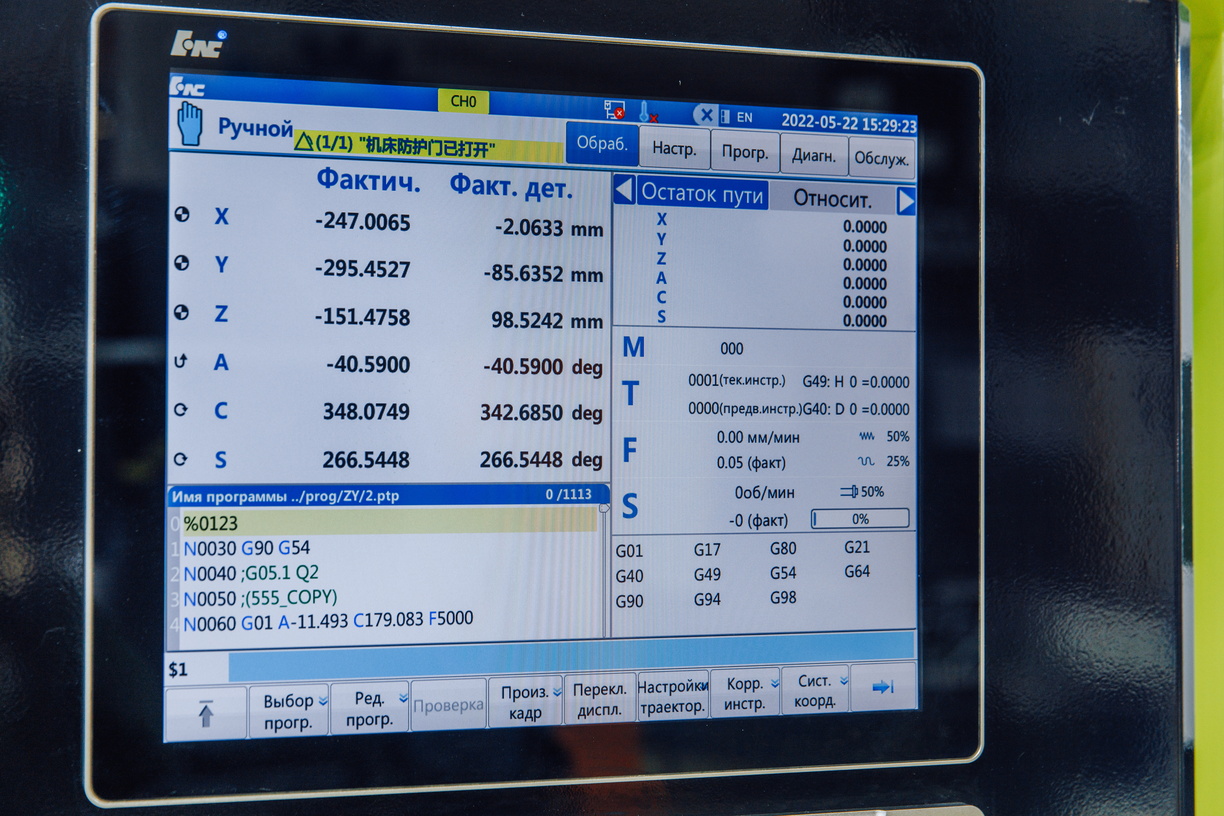 HNC
HNC
CH0
EN
2022-05-22 15:29:23
Ручной
(1/1) "机床防护门已打开"
Обраб.
Настр.
Прогр.
Диагн.
Обслуж.
Фактич. Факт. дет.
X -247.0065 -2.0633 mm
Y -295.4527 -85.6352 mm
Z -151.4758 98.5242 mm
A -40.5900 -40.5900 deg
C 348.0749 342.6850 deg
S 266.5448 266.5448 deg
Остаток пути Относит.
X 0.0000
Y 0.0000
Z 0.0000
A 0.0000
C 0.0000
S 0.0000
M 000
T 0001(тек.инстр.) G49: H 0 =0.0000
0000(предв.инстр.)G40: D 0 =0.0000
F 0.00 мм/мин 50%
0.05 (факт) 25%
S 0об/мин 50%
-0 (факт) 0%
G01 G17 G80 G21
G40 G49 G54 G64
G90 G94 G98
Имя программы ../prog/ZY/2.ptp 0 /1113
0 %0123
1 N0030 G90 G54
2 N0040 ;G05.1 Q2
3 N0050 ;(555_COPY)
4 N0060 G01 A-11.493 C179.083 F5000
$1
Выбор прогр.
Ред. прогр.
Проверка
Произ. кадр
Перекл. диспл.
Настройки траектор.
Корр. инстр.
Сист. коорд.